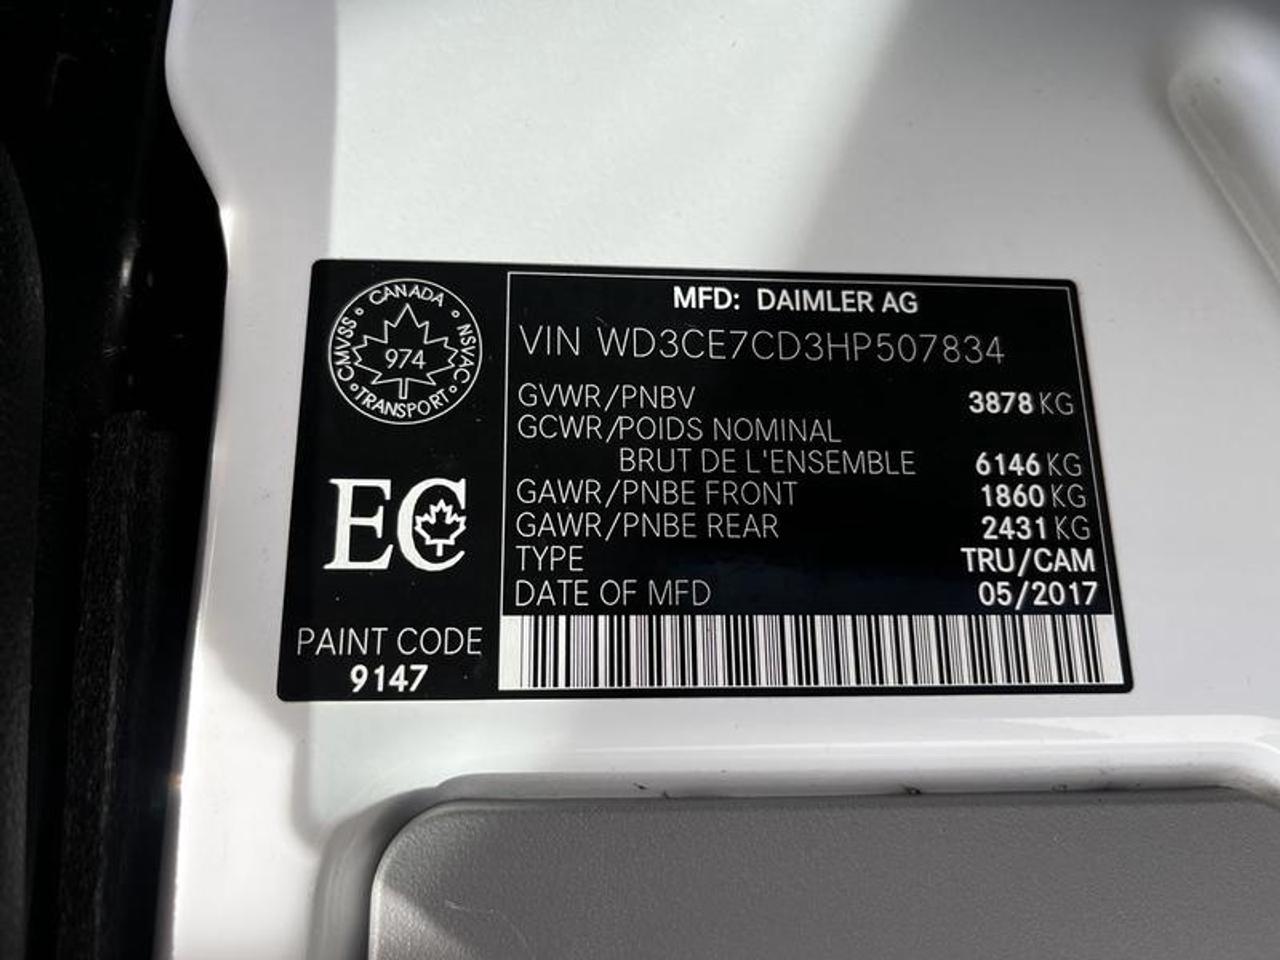 CANADA
CMVSS
NSVAC
974
TRANSPORT
EC
PAINT CODE
9147
MFD: DAIMLER AG
VIN WD3CE7CD3HP507834
GVWR/PNBV 3878 KG
GCWR/POIDS NOMINAL
BRUT DE L'ENSEMBLE 6146 KG
GAWR/PNBE FRONT 1860 KG
GAWR/PNBE REAR 2431 KG
TYPE TRU/CAM
DATE OF MFD 05/2017